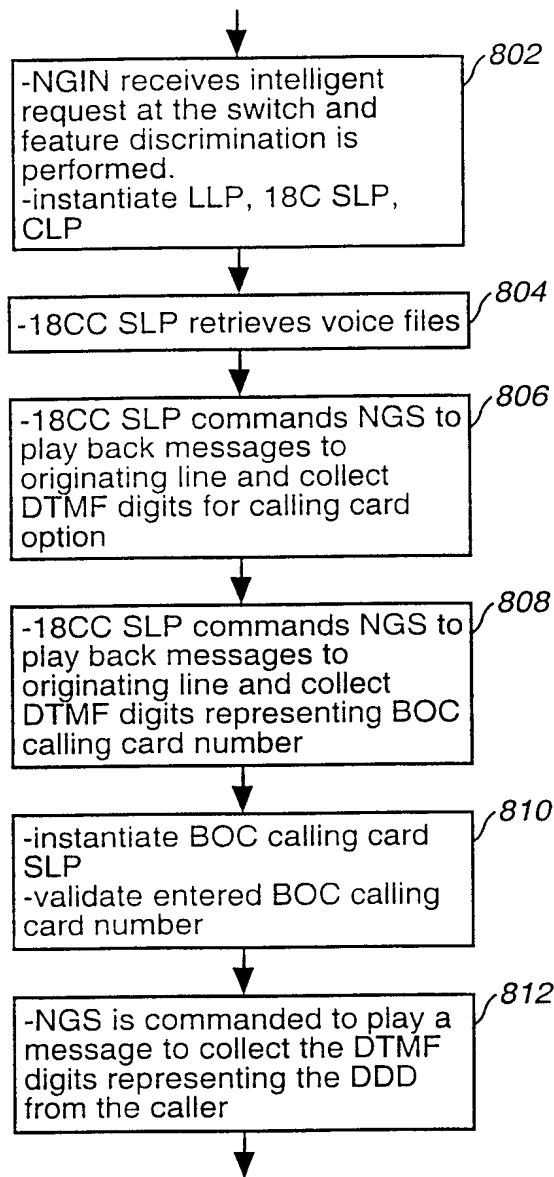 802
-NGIN receives intelligent
request at the switch and
feature discrimination is
performed.
-instantiate LLP, 18C SLP,
CLP
804
-18CC SLP retrieves voice files
806
-18CC SLP commands NGS to
play back messages to
originating line and collect
DTMF digits for calling card
option
808
-18CC SLP commands NGS to
play back messages to
originating line and collect
DTMF digits representing BOC
calling card number
810
-instantiate BOC calling card
SLP
-validate entered BOC calling
card number
812
-NGS is commanded to play a
message to collect the DTMF
digits representing the DDD
from the caller